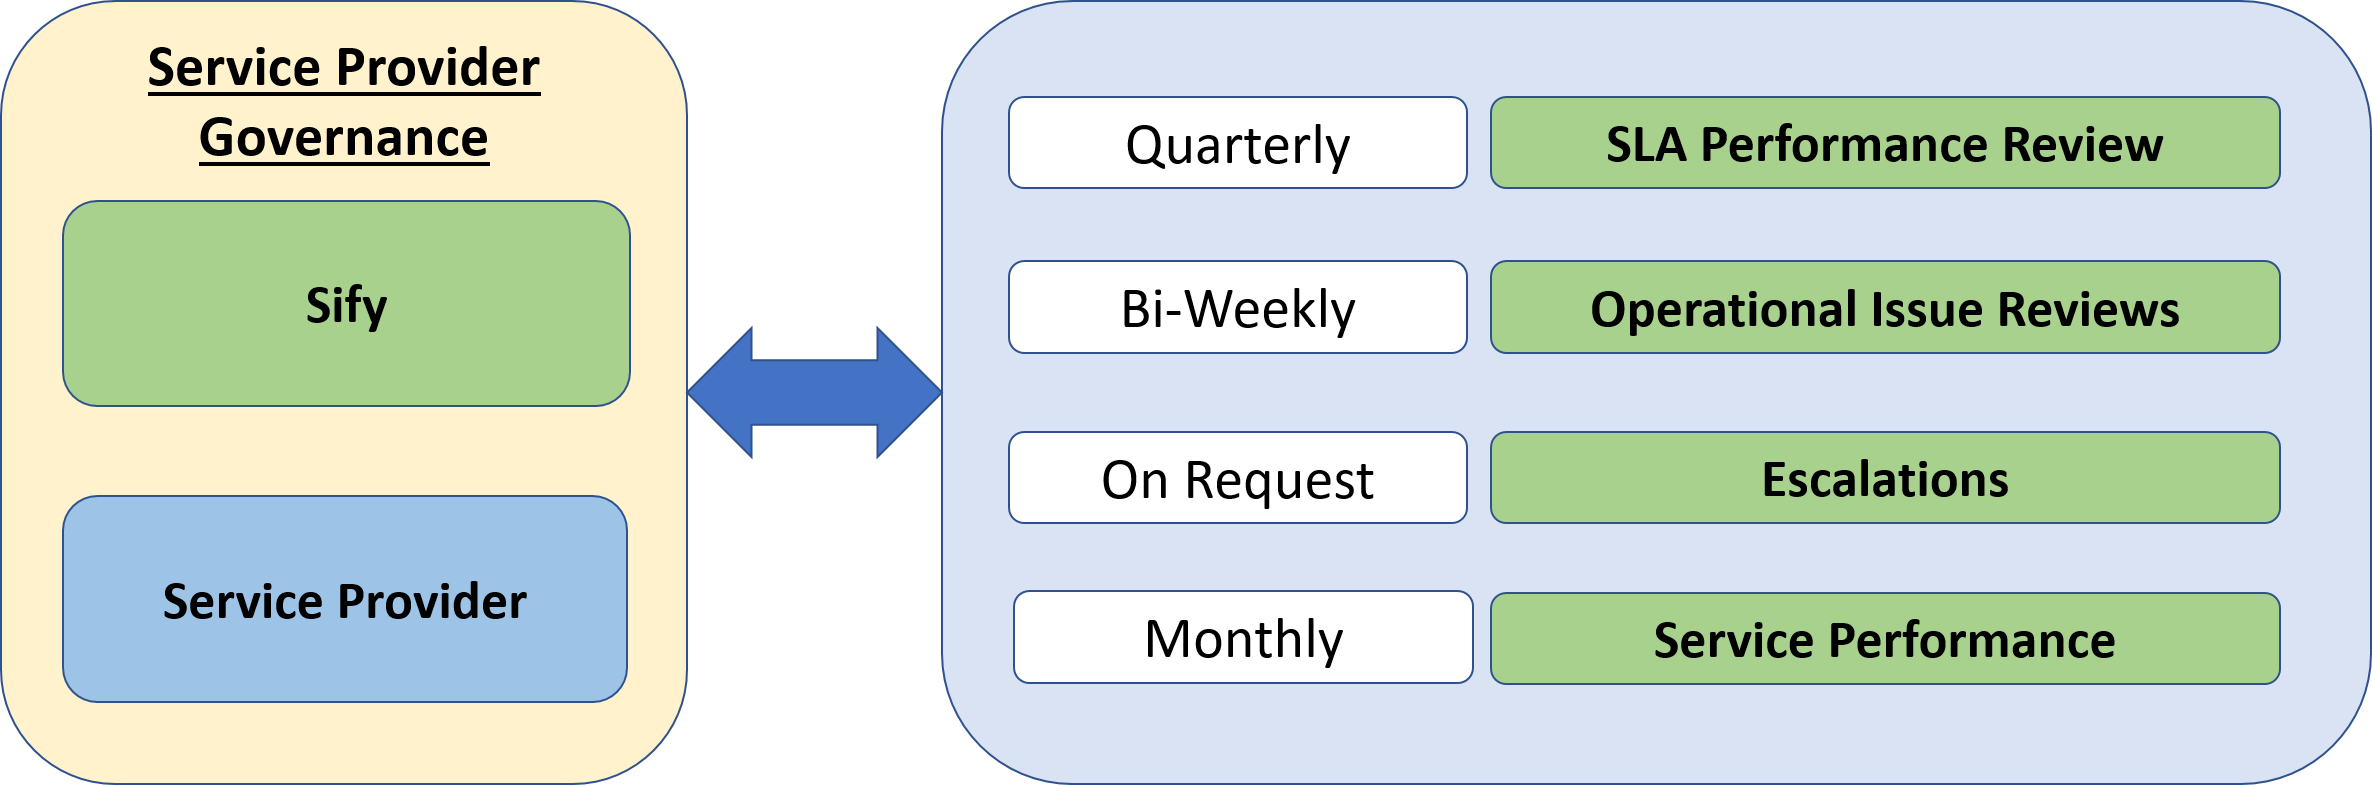 Service Provider
Governance
Sify
Service Provider
Quarterly
SLA Performance Review
Bi-Weekly
Operational Issue Reviews
On Request
Escalations
Monthly
Service Performance